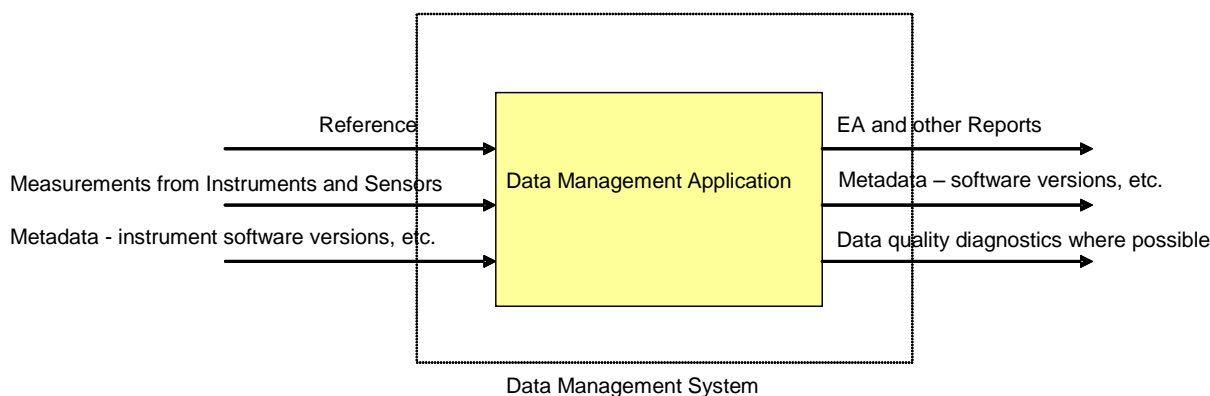 Reference
Measurements from Instruments and Sensors
Metadata - instrument software versions, etc.
Data Management Application
EA and other Reports
Metadata – software versions, etc.
Data quality diagnostics where possible
Data Management System